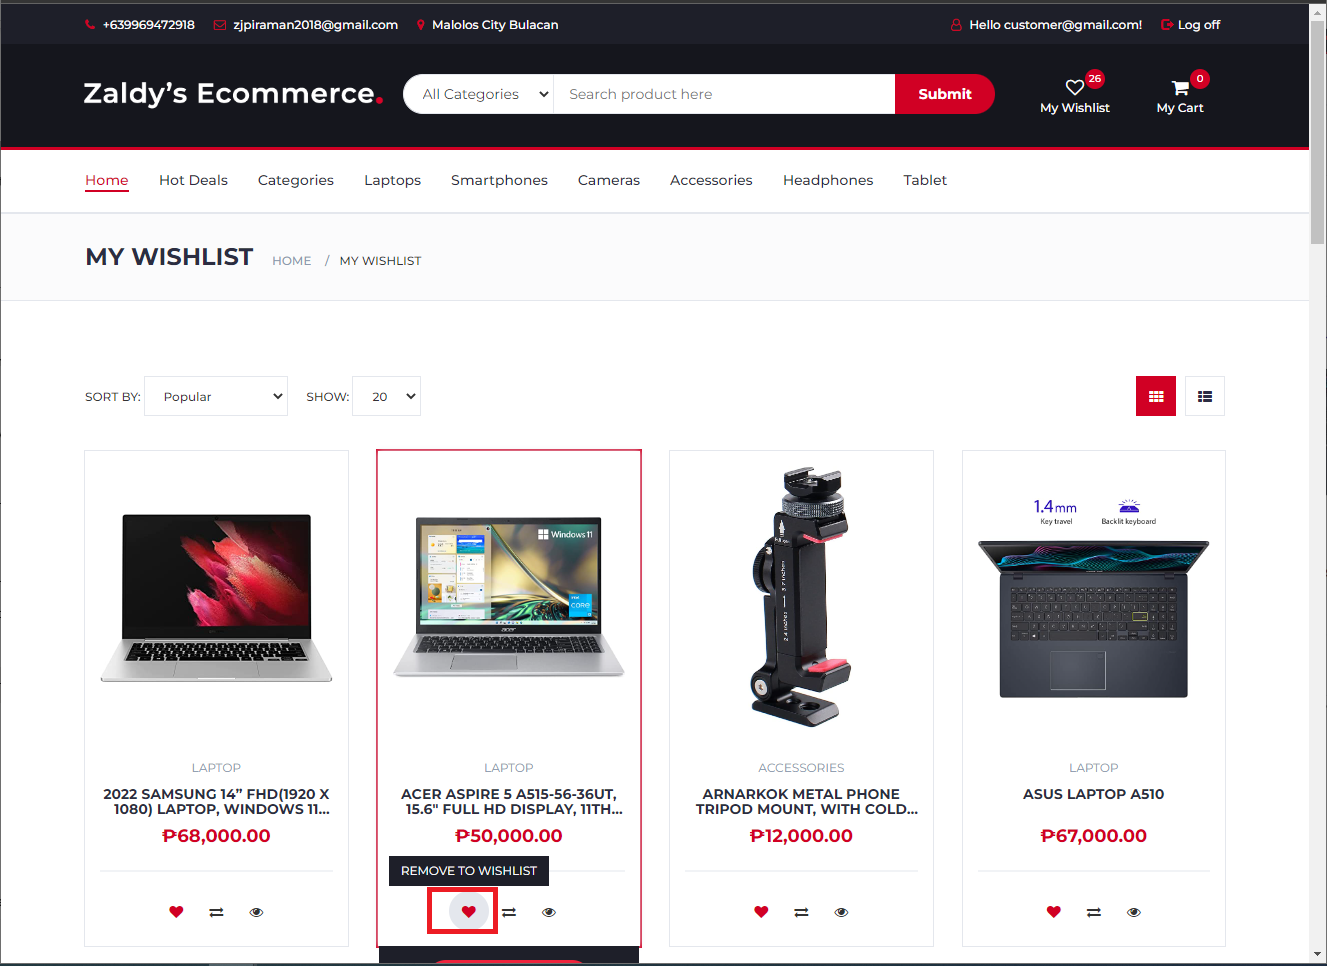 +639969472918 zjpiraman2018@gmail.com Malolos City Bulacan Hello customer@gmail.com! Log off
Zaldy's Ecommerce. All Categories Search product here Submit
26
0
My Wishlist My Cart
Home Hot Deals Categories Laptops Smartphones Cameras Accessories Headphones Tablet
MY WISHLIST HOME / MY WISHLIST
SORT BY: Popular SHOW: 20
Windows 11
intel
CORE
acer
1.4mm
Key travel
Backlit keyboard
LAPTOP
2022 SAMSUNG 14” FHD(1920 X
1080) LAPTOP, WINDOWS 11...
₱68,000.00
LAPTOP
ACER ASPIRE 5 A515-56-36UT,
15.6" FULL HD DISPLAY, 11TH...
₱50,000.00
REMOVE TO WISHLIST
ACCESSORIES
ARNARKOK METAL PHONE
TRIPOD MOUNT, WITH COLD...
₱12,000.00
LAPTOP
ASUS LAPTOP A510
₱67,000.00